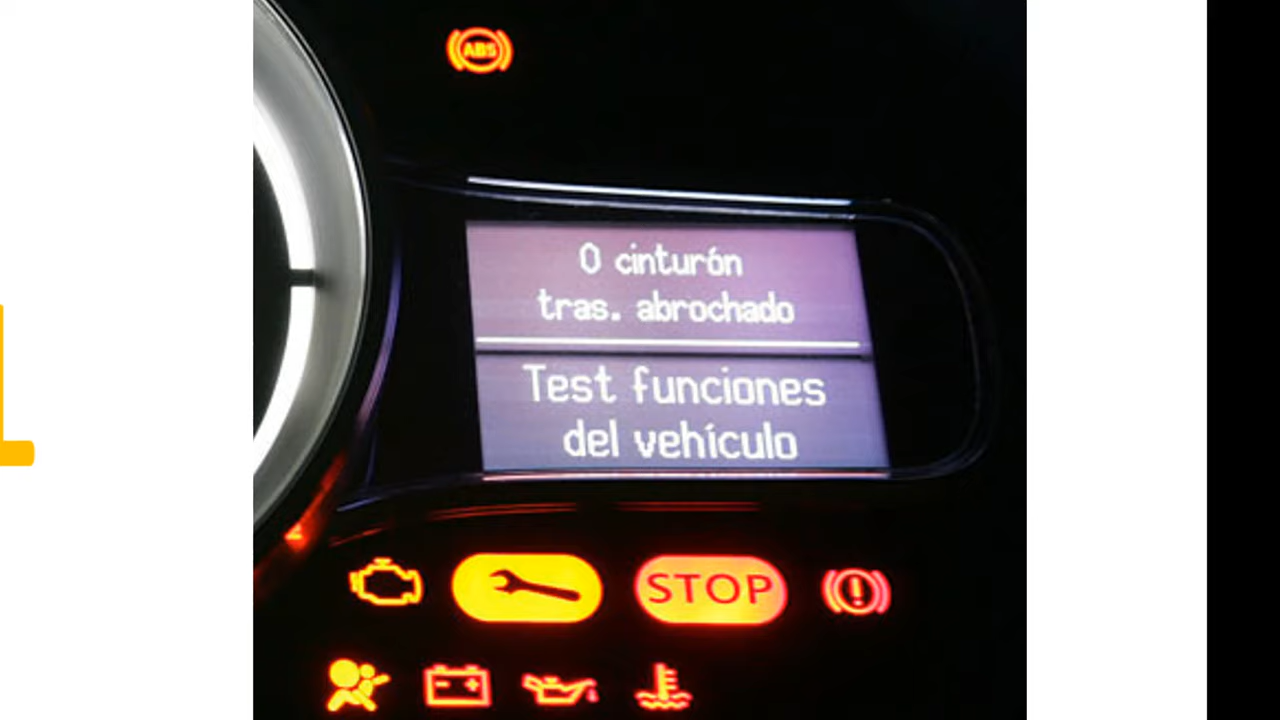 ABS
0 cinturón
tras. abrochado
Test funciones
del vehículo
STOP